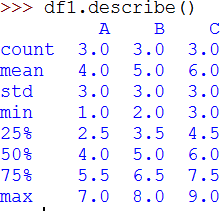 >>> df1.describe()
A B C
count 3.0 3.0 3.0
mean 4.0 5.0 6.0
std 3.0 3.0 3.0
min 1.0 2.0 3.0
25% 2.5 3.5 4.5
50% 4.0 5.0 6.0
75% 5.5 6.5 7.5
max 7.0 8.0 9.0